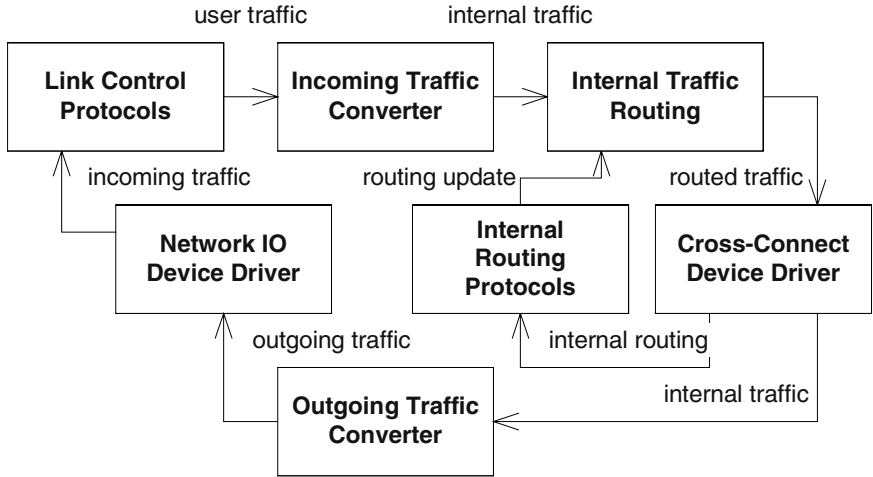 user traffic
internal traffic
Link Control
Protocols
Incoming Traffic
Converter
Internal Traffic
Routing
incoming traffic
routing update
routed traffic
Network IO
Device Driver
Internal
Routing
Protocols
Cross-Connect
Device Driver
outgoing traffic
internal routing
internal traffic
Outgoing Traffic
Converter